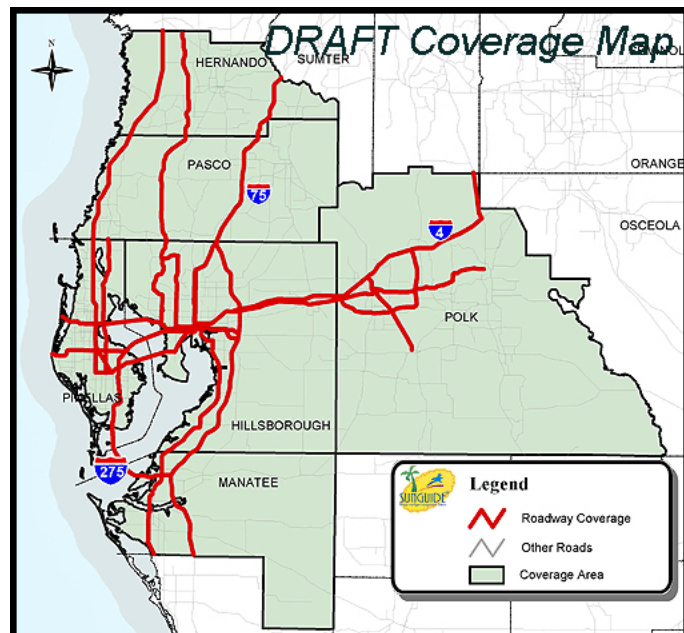 DRAFT Coverage Map
N
HERNANDO
SUMTER
PASCO
ORANGE
75
OSCEOLA
4
POLK
PINELLAS
HILLSBOROUGH
275
MANATEE
SUNGUIDE
Legend
Roadway Coverage
Other Roads
Coverage Area